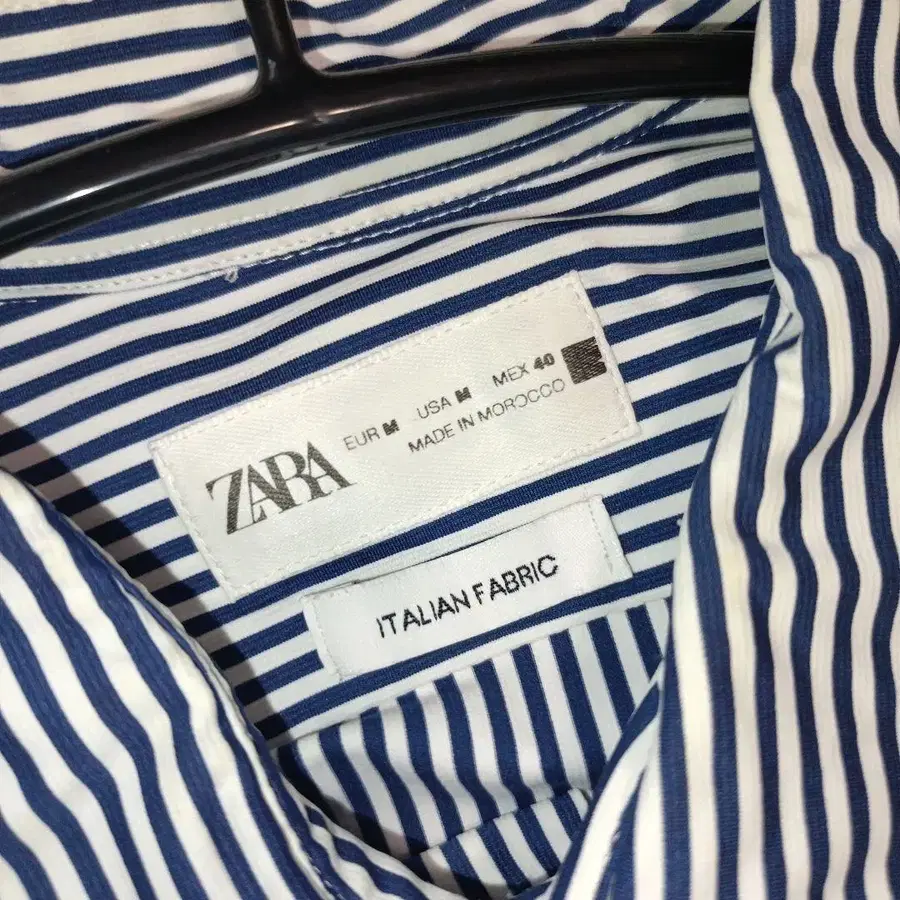 ZARA
EUR M USA M MEX 40
MADE IN MOROCCO
ITALIAN FABRIC